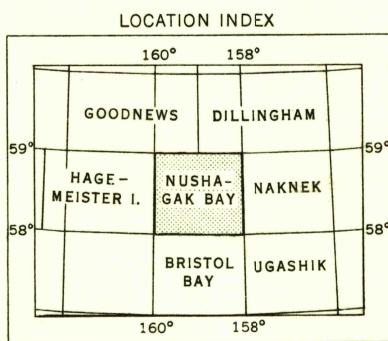 LOCATION INDEX
160° 158°
GOODNEWS DILLINGHAM
59° 59°
HAGE- NUSHA- NAKNEK
MEISTER I. GAK BAY
58° 58°
BRISTOL UGASHIK
BAY
160° 158°